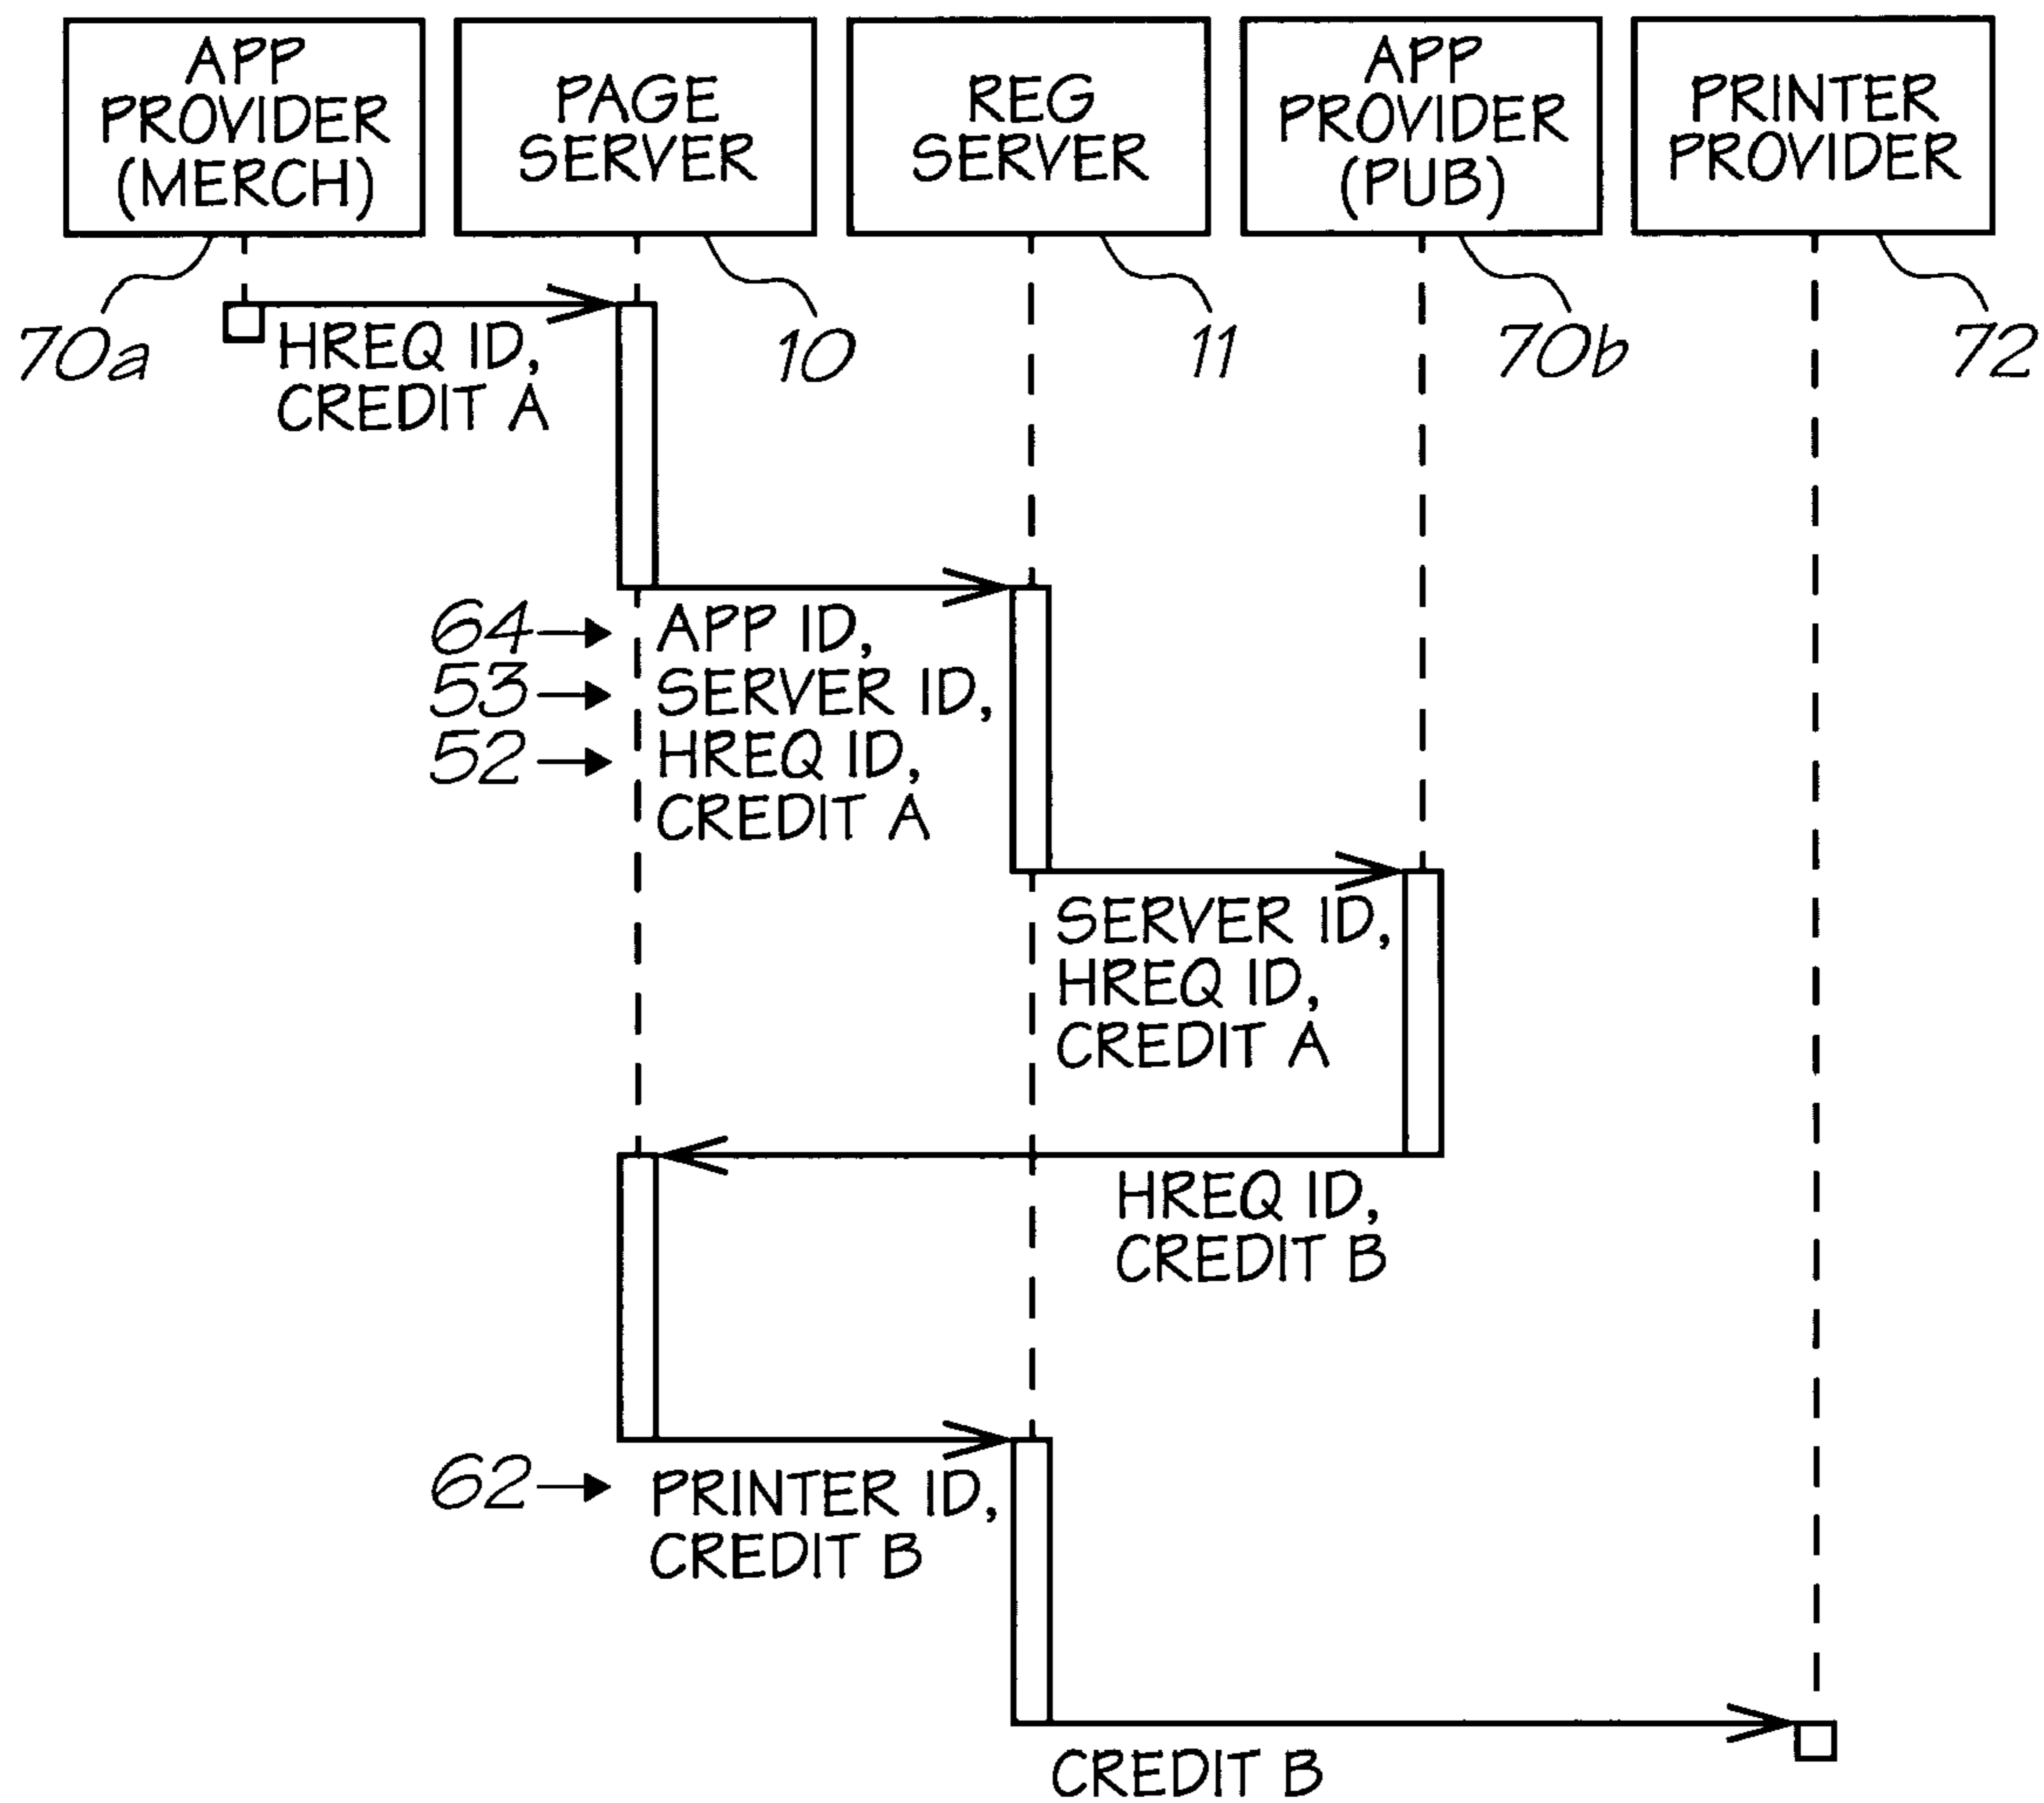 APP
PROVIDER
(MERCH)
PAGE
SERVER
REG
SERVER
APP
PROVIDER
(PUB)
PRINTER
PROVIDER
70a
10
11
70b
72
HREQ ID,
CREDIT A
64
APP ID,
53
SERVER ID,
52
HREQ ID,
CREDIT A
SERVER ID,
HREQ ID,
CREDIT A
HREQ ID,
CREDIT B
62
PRINTER ID,
CREDIT B
CREDIT B